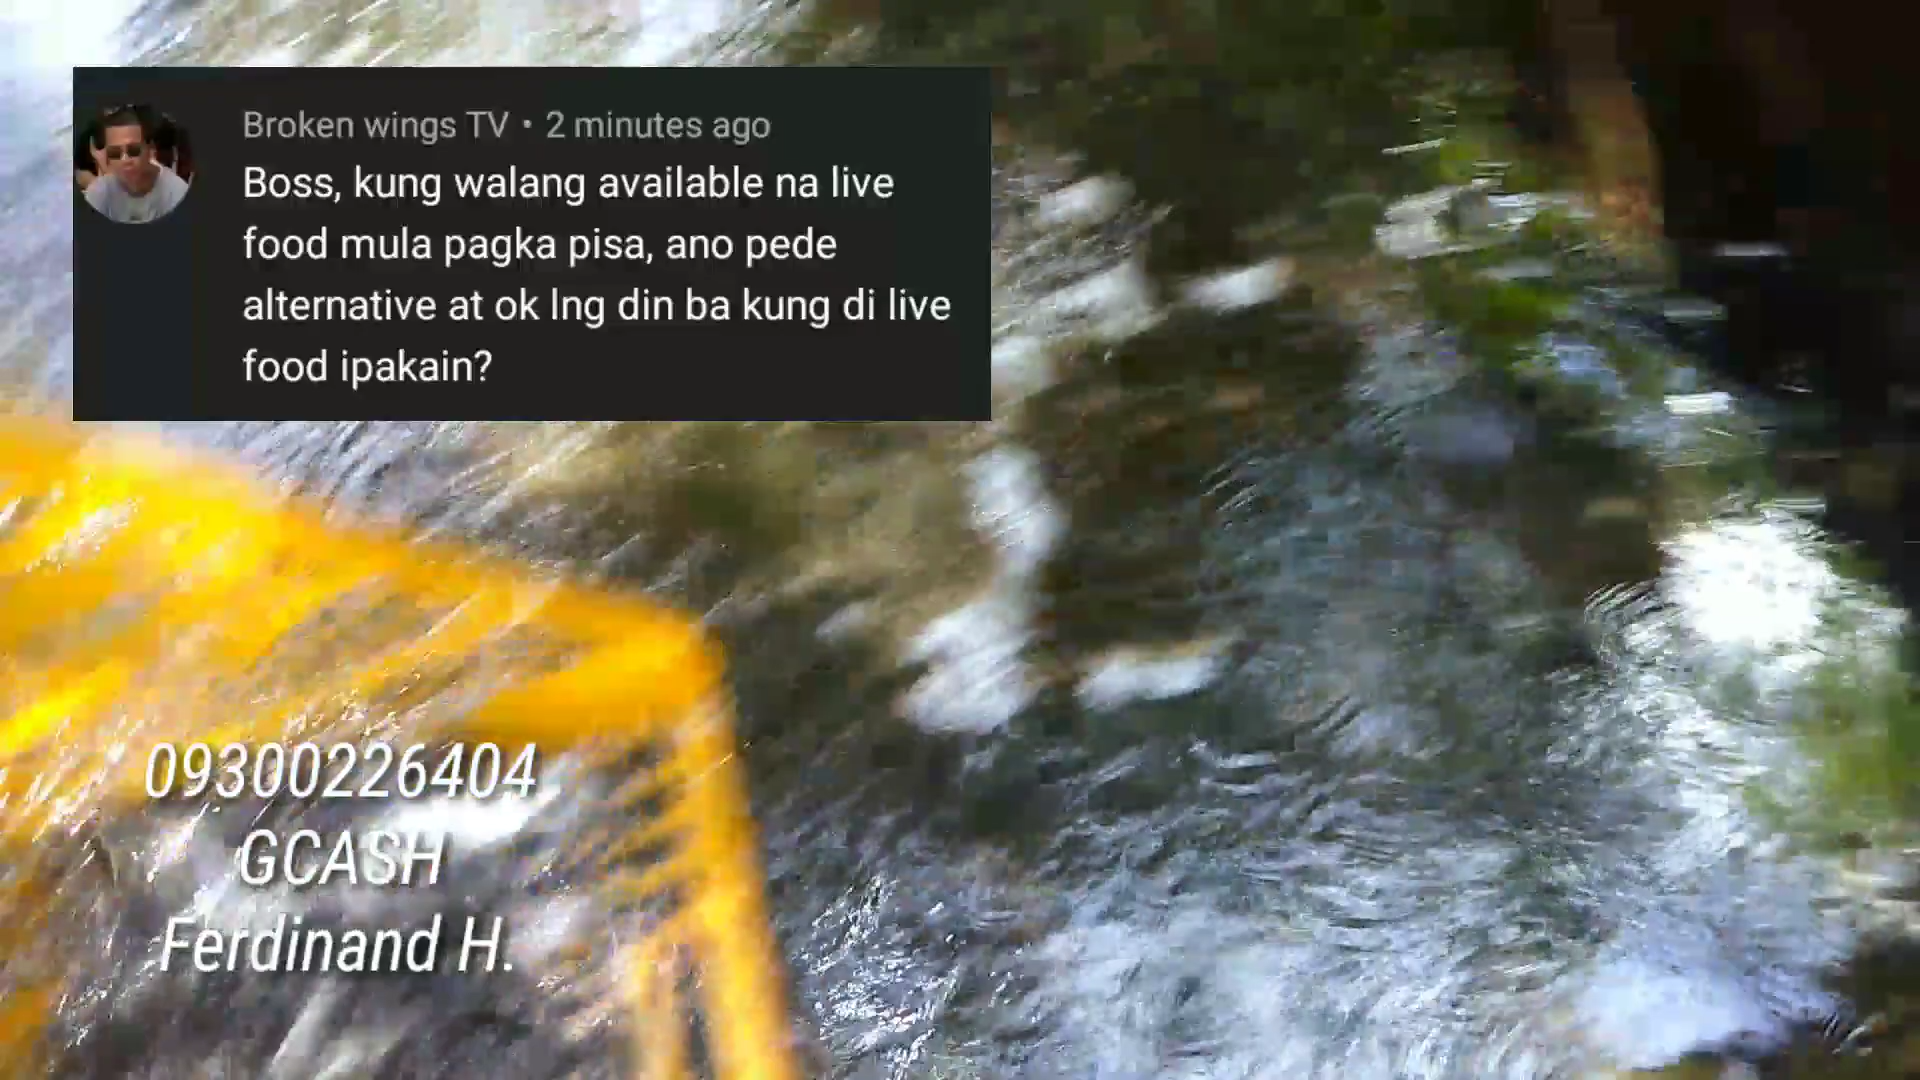 Broken wings TV • 2 minutes ago
Boss, kung walang available na live
food mula pagka pisa, ano pede
alternative at ok lng din ba kung di live
food ipakain?
09300226404
GCASH
Ferdinand H.